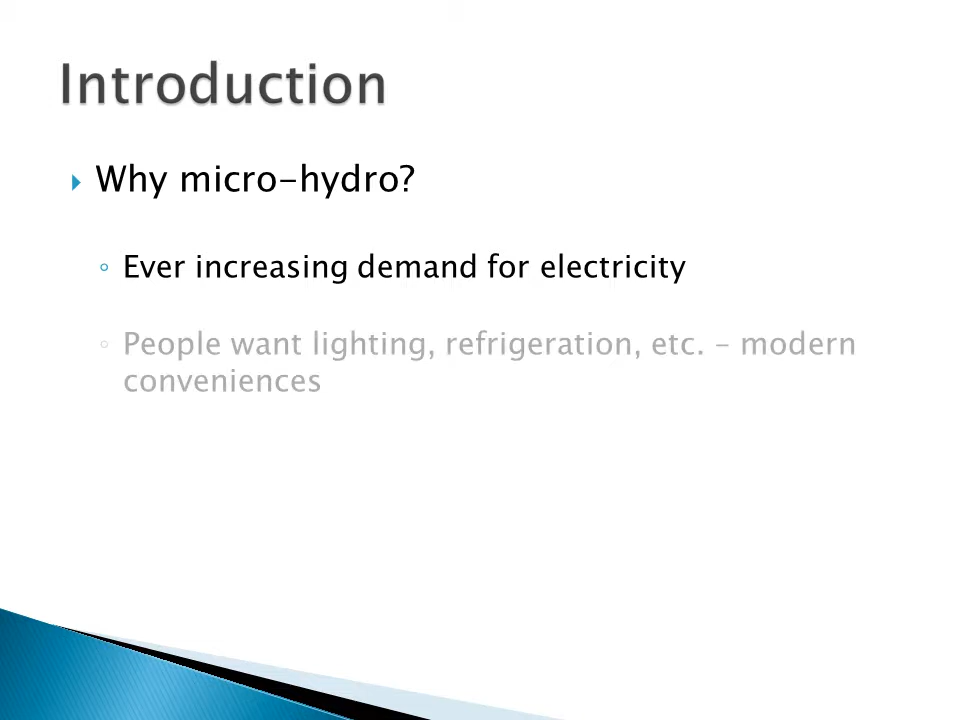 Introduction
Why micro-hydro?
Ever increasing demand for electricity
People want lighting, refrigeration, etc. – modern
conveniences